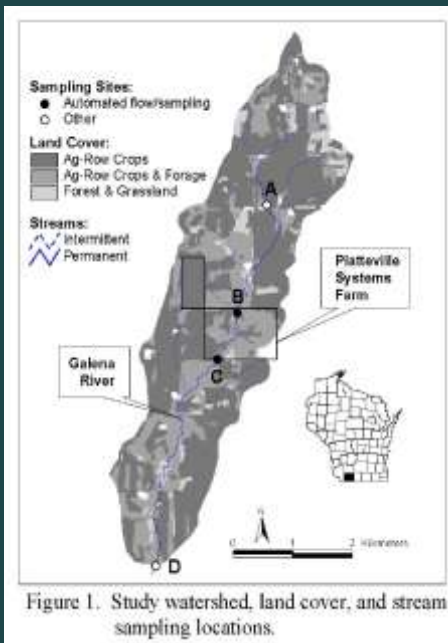 Sampling Sites:
Automated flow/sampling
Other
Land Cover:
Ag-Row Crops
Ag-Row Crops & Forage
Forest & Grassland
Streams:
Intermittent
Permanent
A
B
Platteville
Systems
Farm
C
Galena
River
N
0 1 2 Kilometers
D
Figure 1. Study watershed, land cover, and stream
sampling locations.